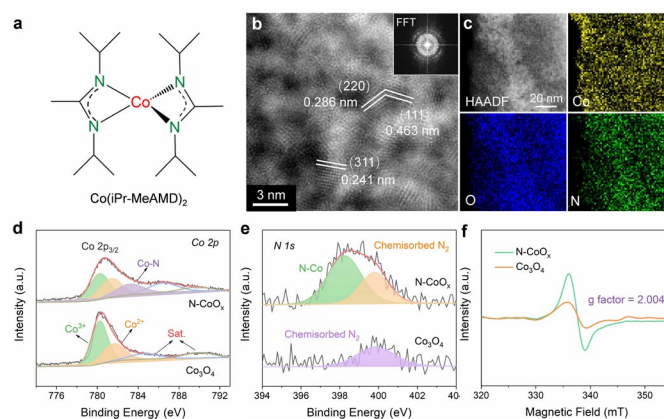 a
N
N
Co
N
N
Co(iPr-MeAMD)₂
b
FFT
(220)
0.286 nm
(111)
0.463 nm
(311)
0.241 nm
3 nm
c
HAADF
20 nm
Co
O
N
d
Co 2p₃/₂
Co 2p
Co-N
N-CoOₓ
Co³⁺
Co²⁺
Sat.
Co₃O₄
Intensity (a.u.)
776
780
784
788
792
Binding Energy (eV)
e
N 1s
Chemisorbed N₂
N-Co
N-CoOₓ
Chemisorbed N₂
Co₃O₄
Intensity (a.u.)
394
396
398
400
402
40
Binding Energy (eV)
f
N-CoOₓ
Co₃O₄
g factor = 2.004
Intensity (a.u.)
320
330
340
350
Magnetic Field (mT)